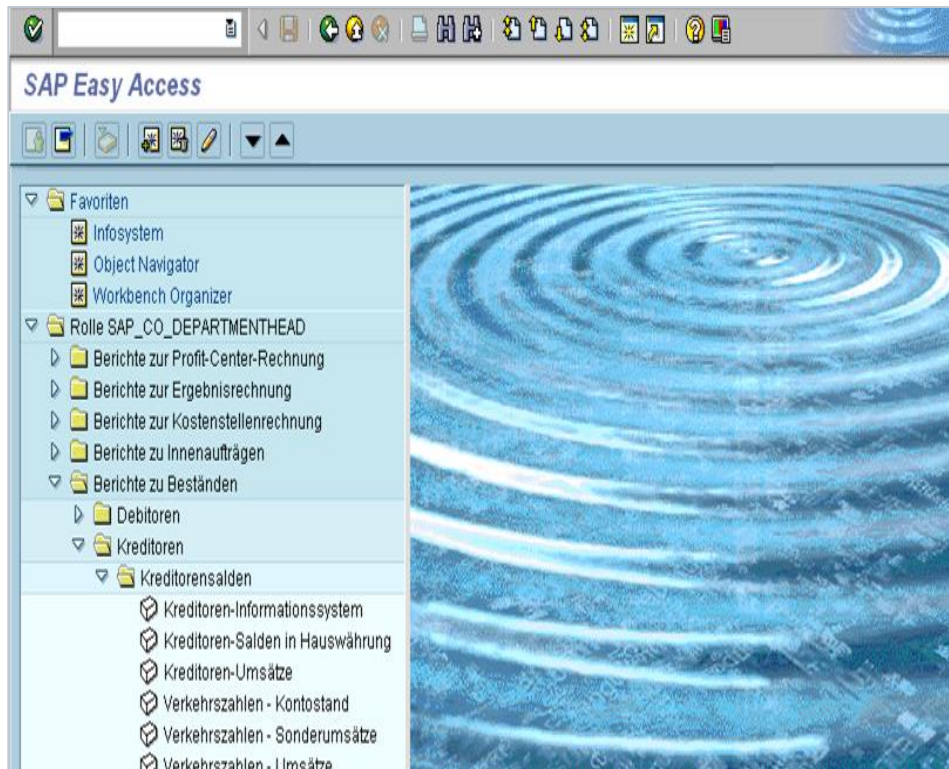 SAP Easy Access
Favoriten
Infosystem
Object Navigator
Workbench Organizer
Rolle SAP_CO_DEPARTMENTHEAD
Berichte zur Profit-Center-Rechnung
Berichte zur Ergebnisrechnung
Berichte zur Kostenstellenrechnung
Berichte zu Innenaufträgen
Berichte zu Beständen
Debitoren
Kreditoren
Kreditorensalden
Kreditoren-Informationssystem
Kreditoren-Salden in Hauswährung
Kreditoren-Umsätze
Verkehrszahlen - Kontostand
Verkehrszahlen - Sonderumsätze
Verkehrszahlen - Umsätze